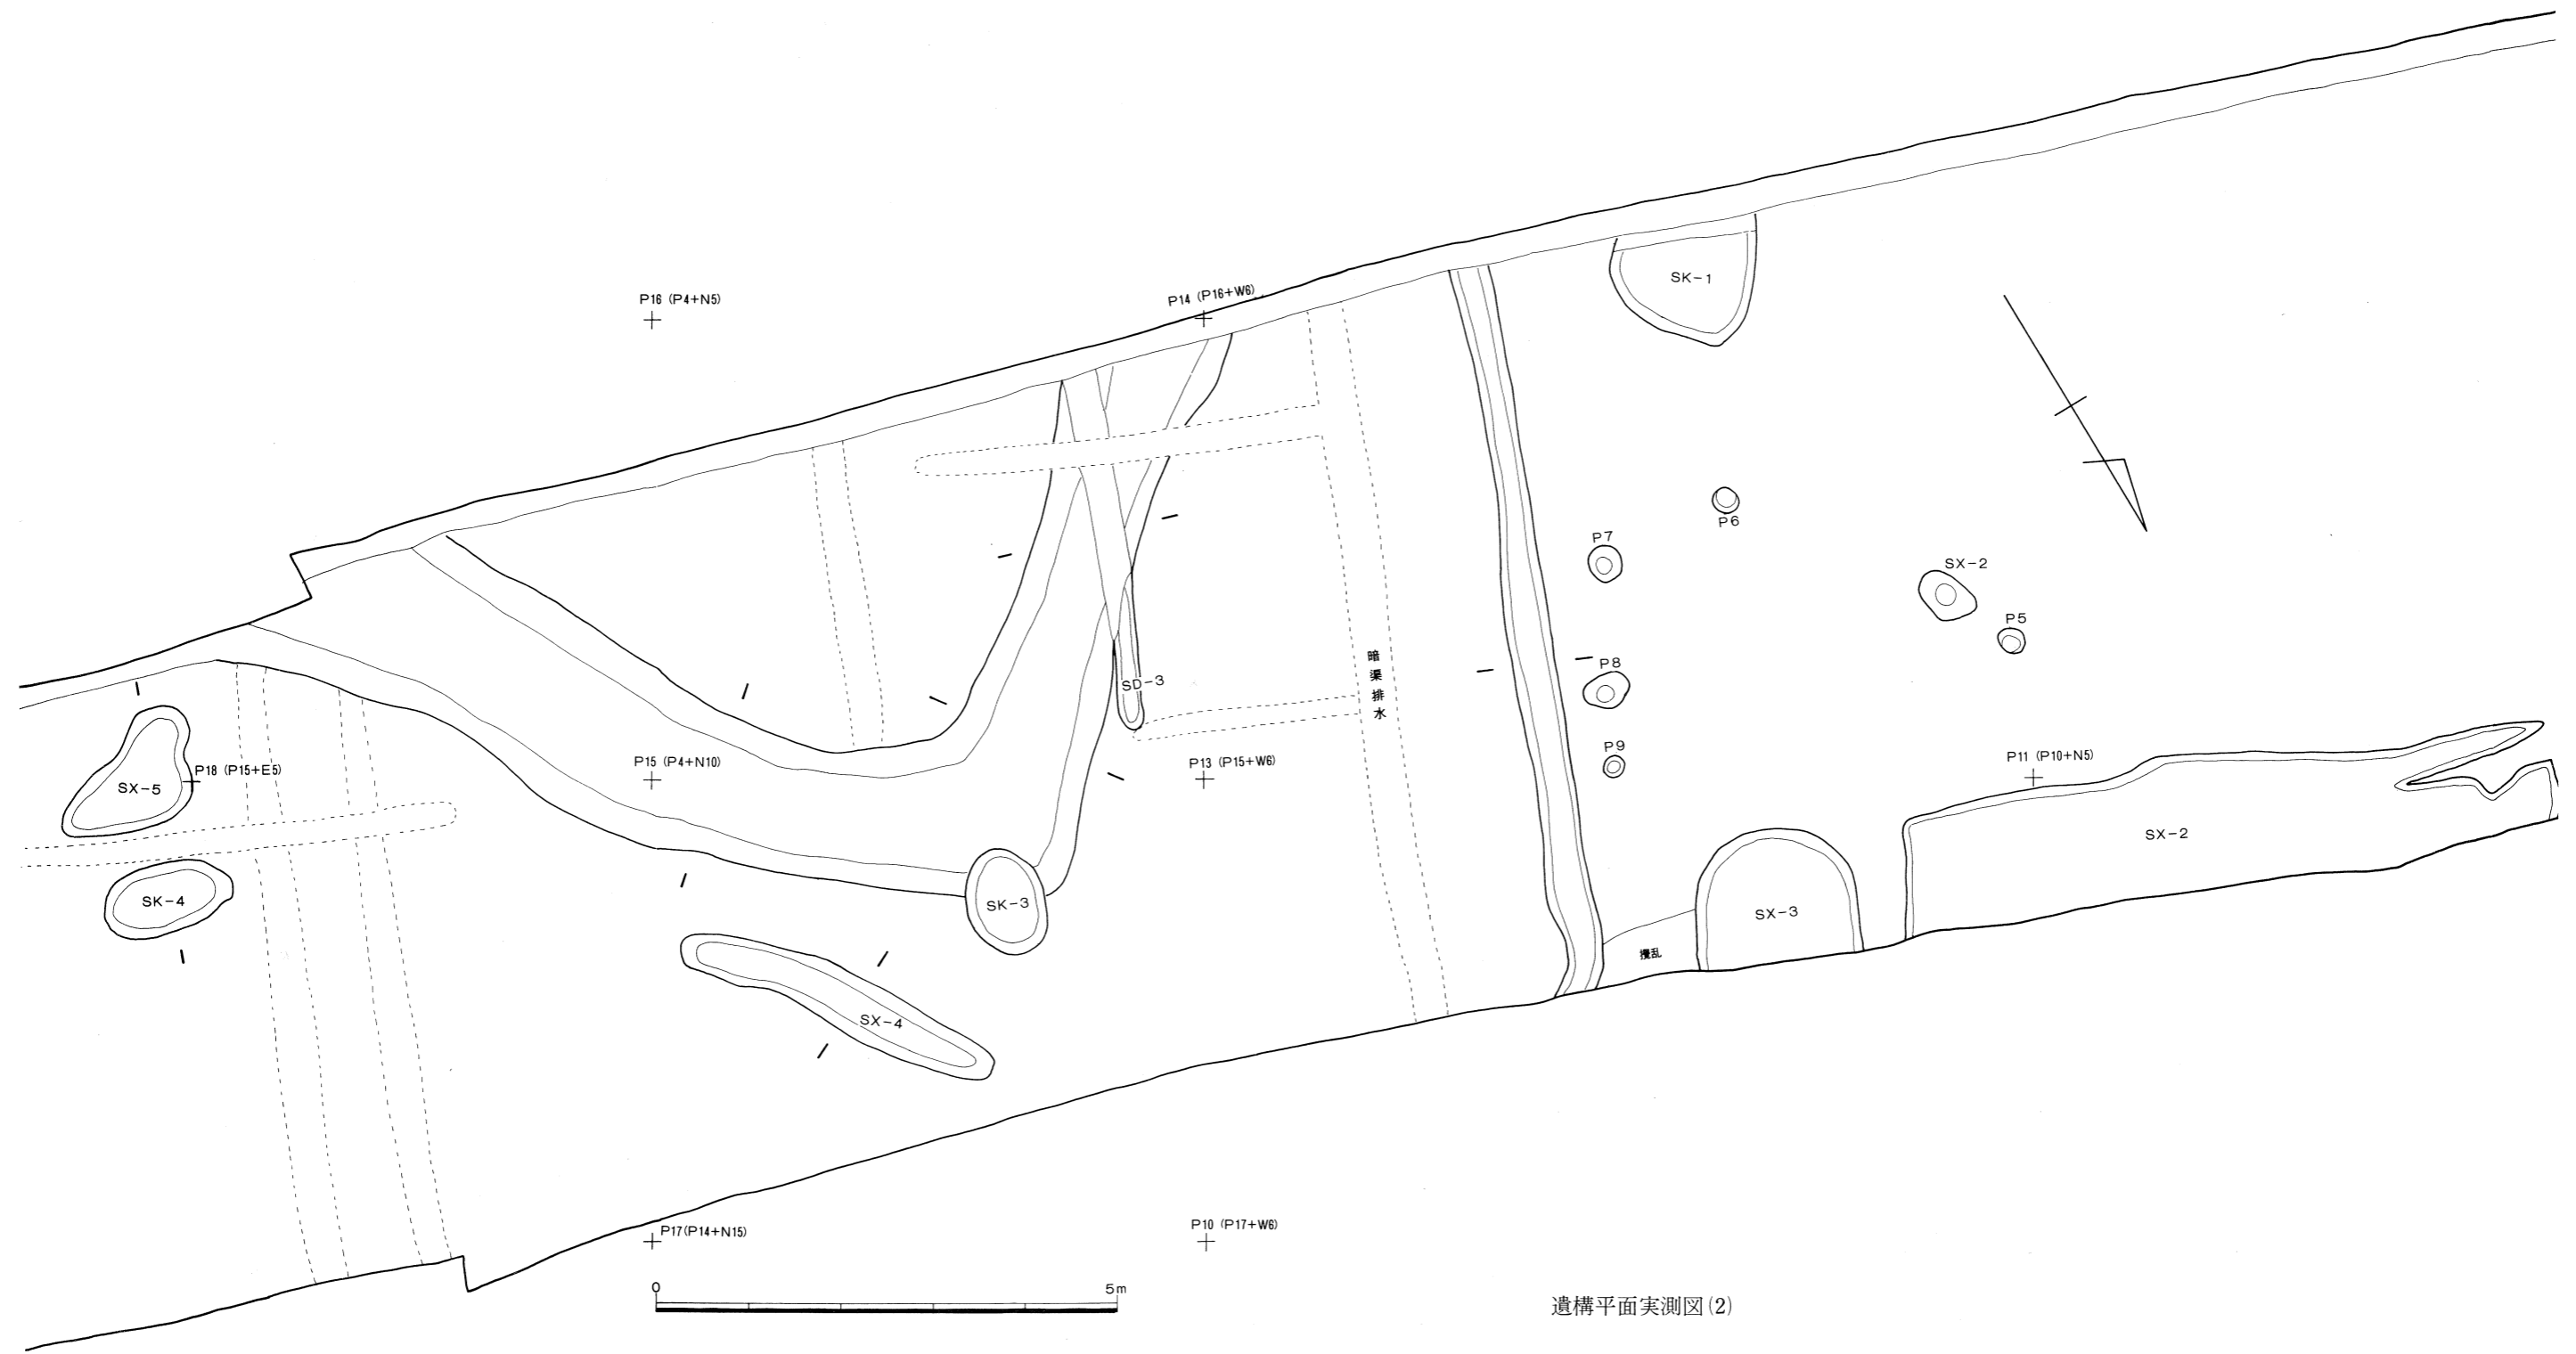 SK-1
P16 (P4+N5)
P14 (P16+W6)
P6
P7
SX-2
P5
P8
暗渠排水
SD-3
P9
P11 (P10+N5)
P18 (P15+E5)
P15 (P4+N10)
P13 (P15+W6)
SX-5
SX-2
SK-4
SK-3
SX-3
攪乱
SX-4
P17(P14+N15)
P10 (P17+W6)
0 5m
遺構平面実測図(2)